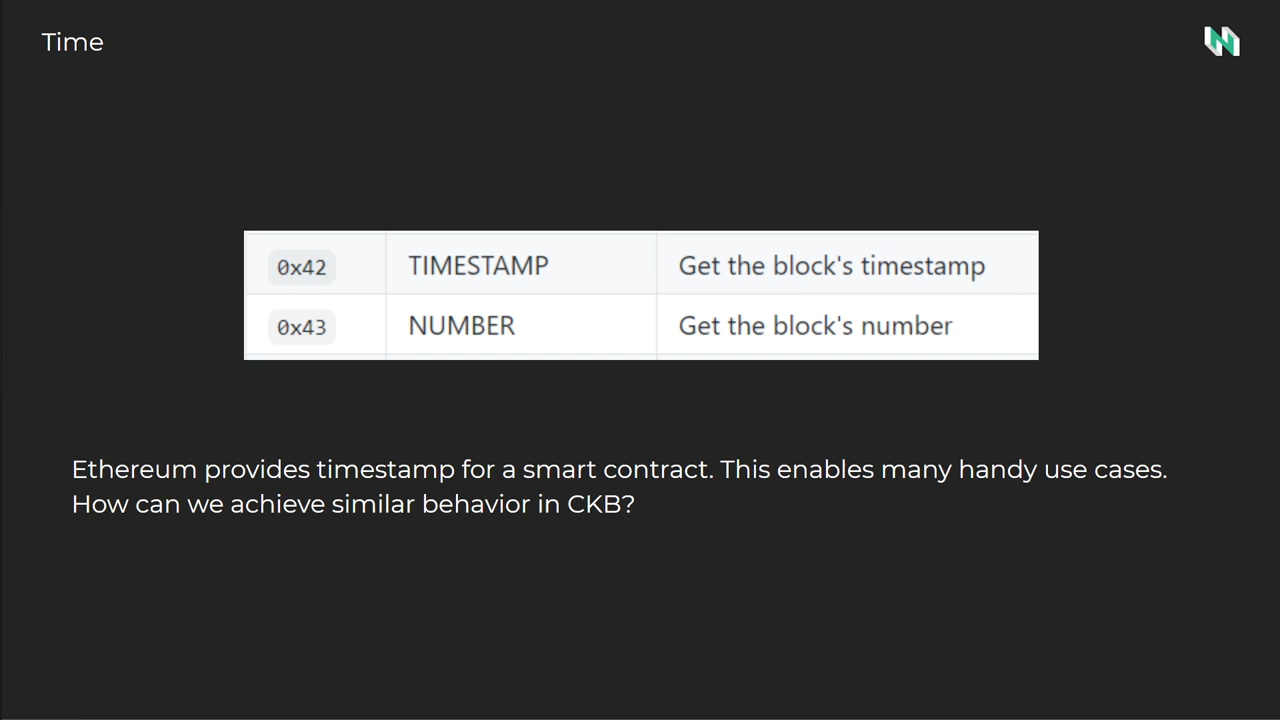 Time
0x42 TIMESTAMP Get the block's timestamp
0x43 NUMBER Get the block's number
Ethereum provides timestamp for a smart contract. This enables many handy use cases.
How can we achieve similar behavior in CKB?